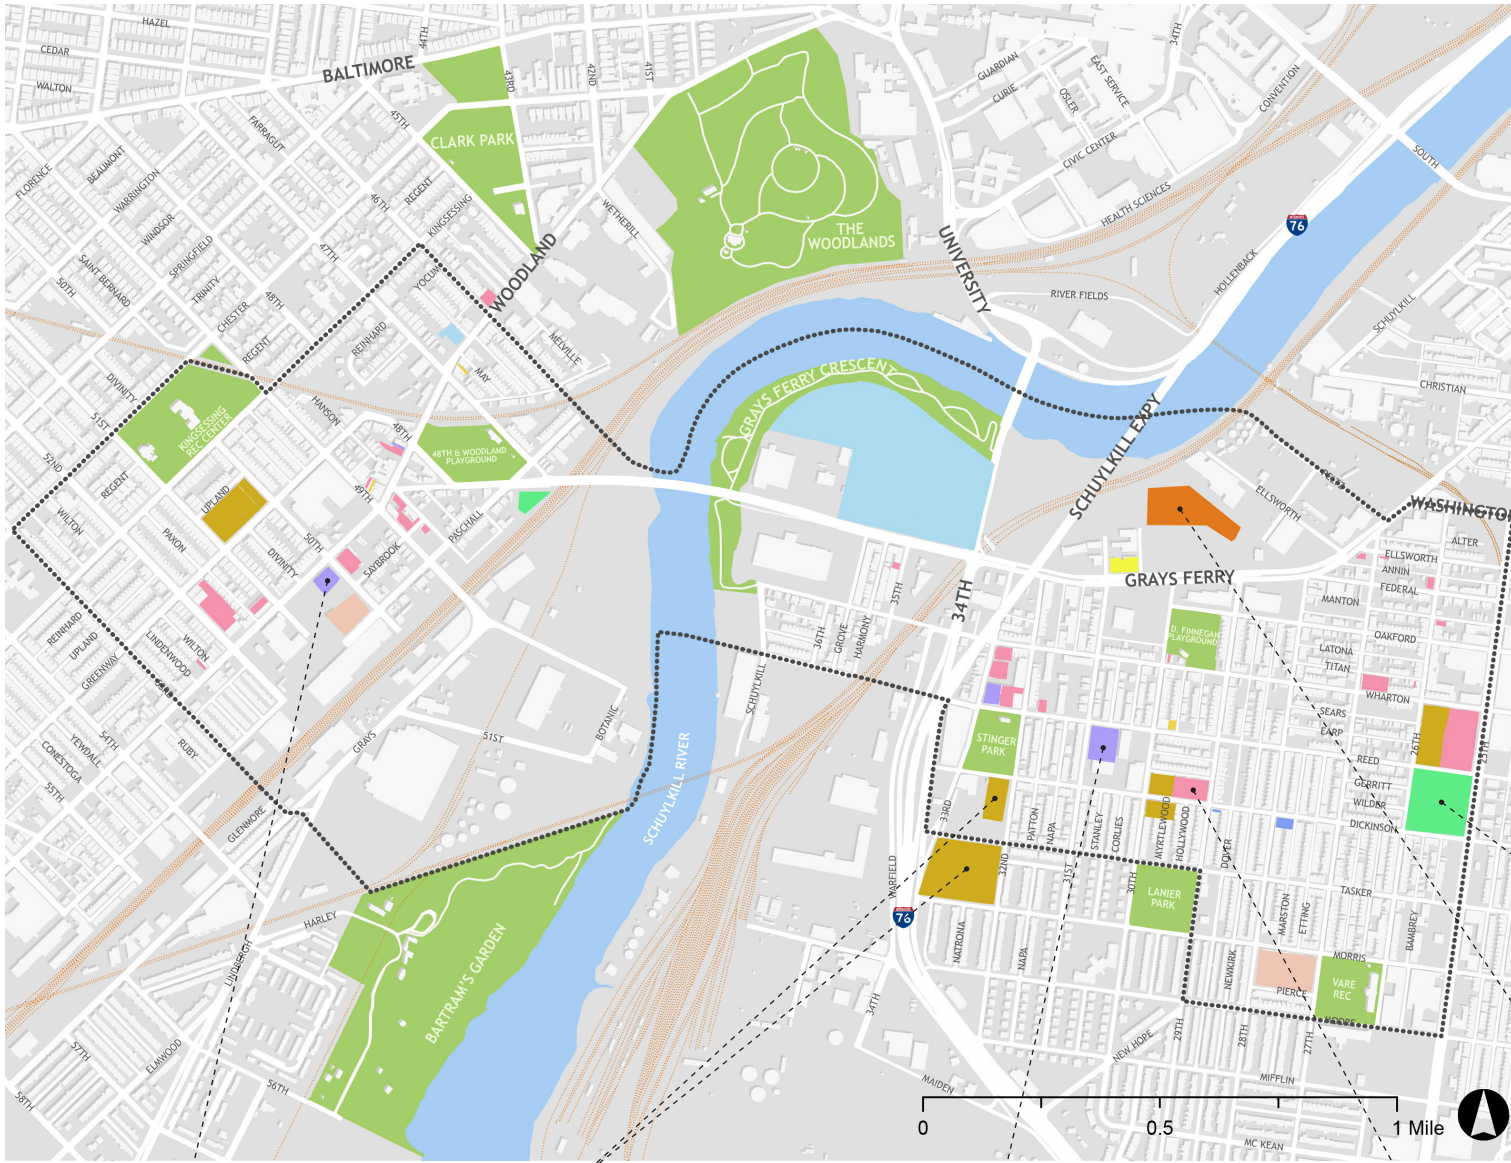 HAZEL
CEDAR
WALTON
BALTIMORE
44TH
43RD
42ND
41ST
34TH
GUARDIAN
CURIE
OSLER
EAST SERVICE
CONVENTION
CIVIC CENTER
HEALTH SCIENCES
SOUTH
45TH
FARRAGUT
CLARK PARK
FLORENCE
BEAUMONT
WARRINGTON
WINDSOR
SPRINGFIELD
TRINITY
SAINT BERNARD
50TH
46TH
47TH
48TH
REGENT
KINGSESSING
YOCUM
WOODLAND
WETHERILL
THE
WOODLANDS
UNIVERSITY
RIVER FIELDS
HOLLENBACK
76
SCHUYLKILL
CHRISTIAN
CHESTER
REGENT
REINHARD
MELVILLE
MAY
DIVINITY
51ST
52ND
HANSON
48TH
49TH
KINGSESSING
REC CENTER
48TH & WOODLAND
PLAYGROUND
GRAYS FERRY CRESCENT
SCHUYLKILL EXPY
ELLSWORTH
WASHINGTON
ALTER
ELLSWORTH
ANNIN
FEDERAL
MANTON
OAKFORD
LATONA
TITAN
WHARTON
SEARS
EARP
REED
GERRITT
WILDER
DICKINSON
TASKER
MORRIS
PIERCE
MOORE
MIFFLIN
MC KEAN
REGENT
WILTON
UPLAND
PAXON
DIVINITY
50TH
SAYBROOK
PASCHALL
GRAYS FERRY
34TH
35TH
36TH
GROVE
HARMONY
D. FINNEGAN
PLAYGROUND
REINHARD
UPLAND
GREENWAY
LINDENWOOD
WILTON
53RD
54TH
55TH
YEWDALL
CONESTOGA
RUBY
GLENMORE
GRAYS
51ST
BOTANIC
SCHUYLKILL
SCHUYLKILL RIVER
STINGER
PARK
26TH
25TH
33RD
PATTON
NAPA
STANLEY
CORLIES
MYRTLEWOOD
HOLLYWOOD
DOVER
WARFIELD
32ND
31ST
30TH
LANIER
PARK
MARSTON
ETTING
BAMBREY
76
NATRONA
NAPA
NEWKIRK
VARE
REC
34TH
29TH
28TH
27TH
NEW HOPE
MAIDEN
HARLEY
LINDBERGH
BARTRAM'S GARDEN
ELMWOOD
56TH
57TH
58TH
0
0.5
1 Mile